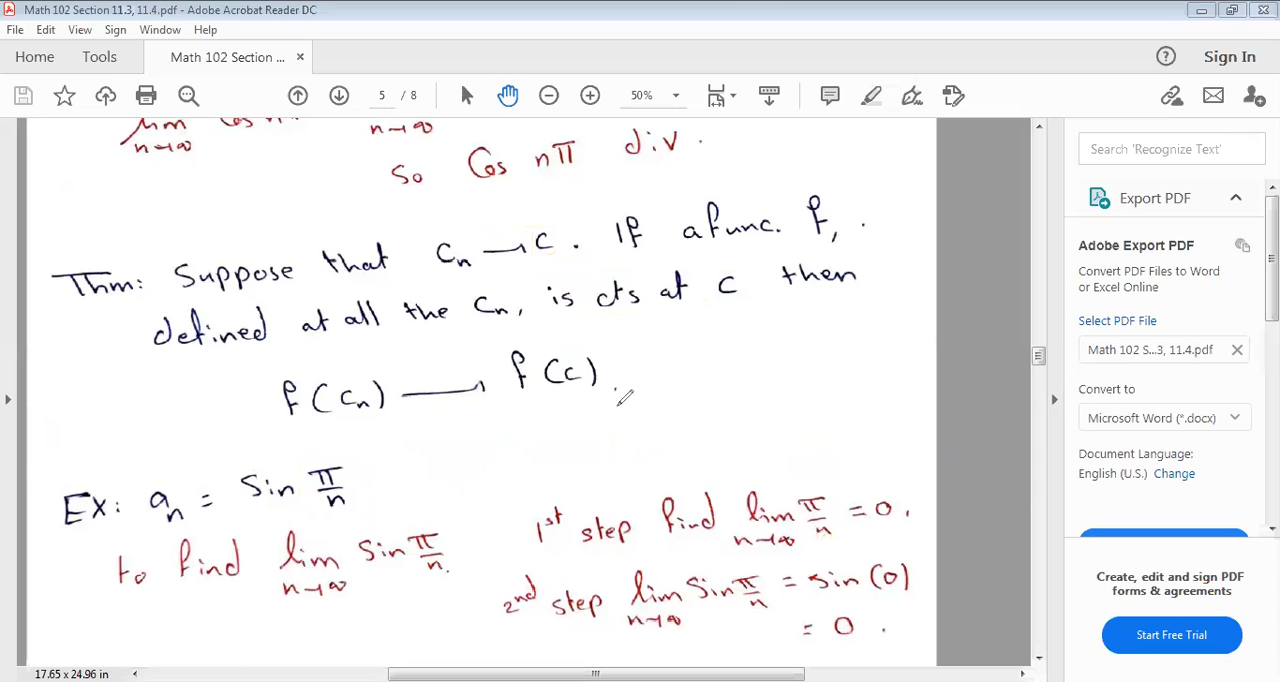 Math 102 Section 11.3, 11.4.pdf - Adobe Acrobat Reader DC
File Edit View Sign Window Help
Home Tools Math 102 Section ... × Sign In
5 / 8 50%
lim cos n
n→∞ n→∞
So Cos nπ div.
Thm: Suppose that cn → c. If a func. f,
defined at all the cn, is cts at c then
f(cn) → f(c).
Ex: an = Sin π/n
to find lim Sin π/n.
n→∞
1st step find lim π/n = 0.
n→∞
2nd step lim Sin π/n = sin(0)
n→∞
= 0.
17.65 x 24.96 in
Search 'Recognize Text'
Export PDF
Adobe Export PDF
Convert PDF Files to Word
or Excel Online
Select PDF File
Math 102 S...3, 11.4.pdf ×
Convert to
Microsoft Word (*.docx)
Document Language:
English (U.S.) Change
Create, edit and sign PDF
forms & agreements
Start Free Trial